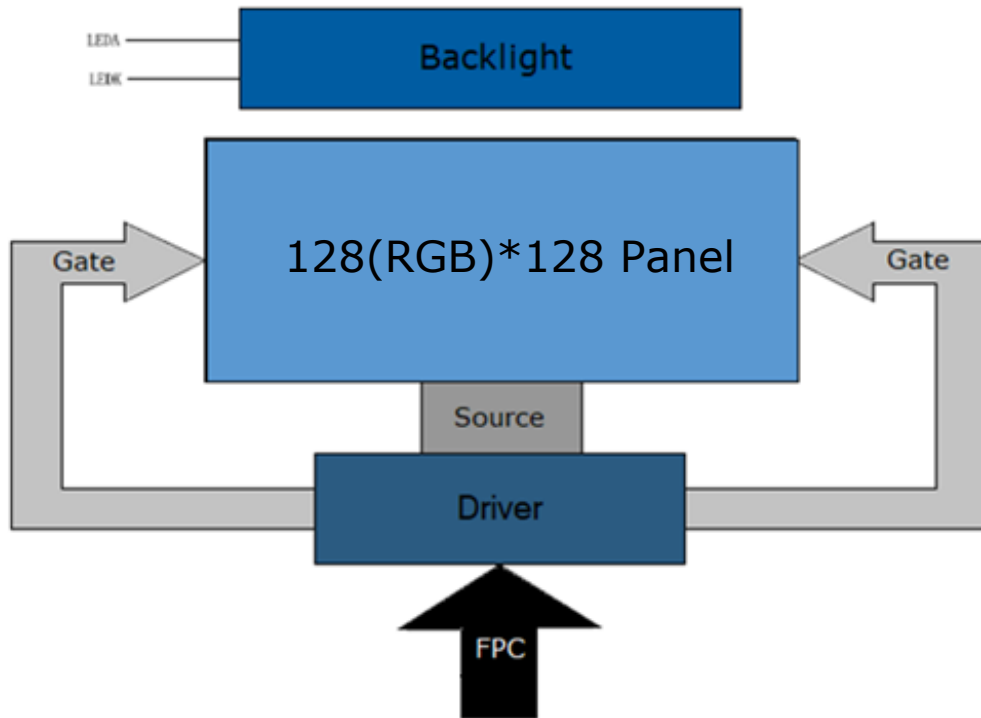 LEDA
LEDK
Backlight
128(RGB)*128 Panel
Gate
Gate
Source
Driver
FPC